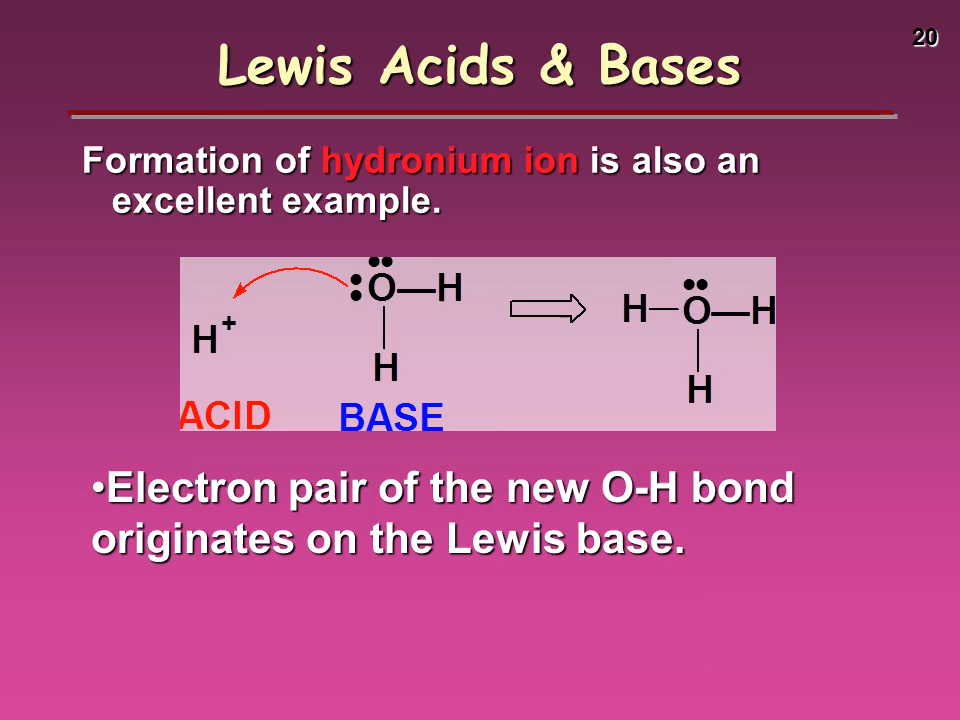 20
Lewis Acids & Bases
Formation of hydronium ion is also an
excellent example.
••
: O—H
H+
H
ACID
BASE
••
H—O—H
H
•Electron pair of the new O-H bond
originates on the Lewis base.